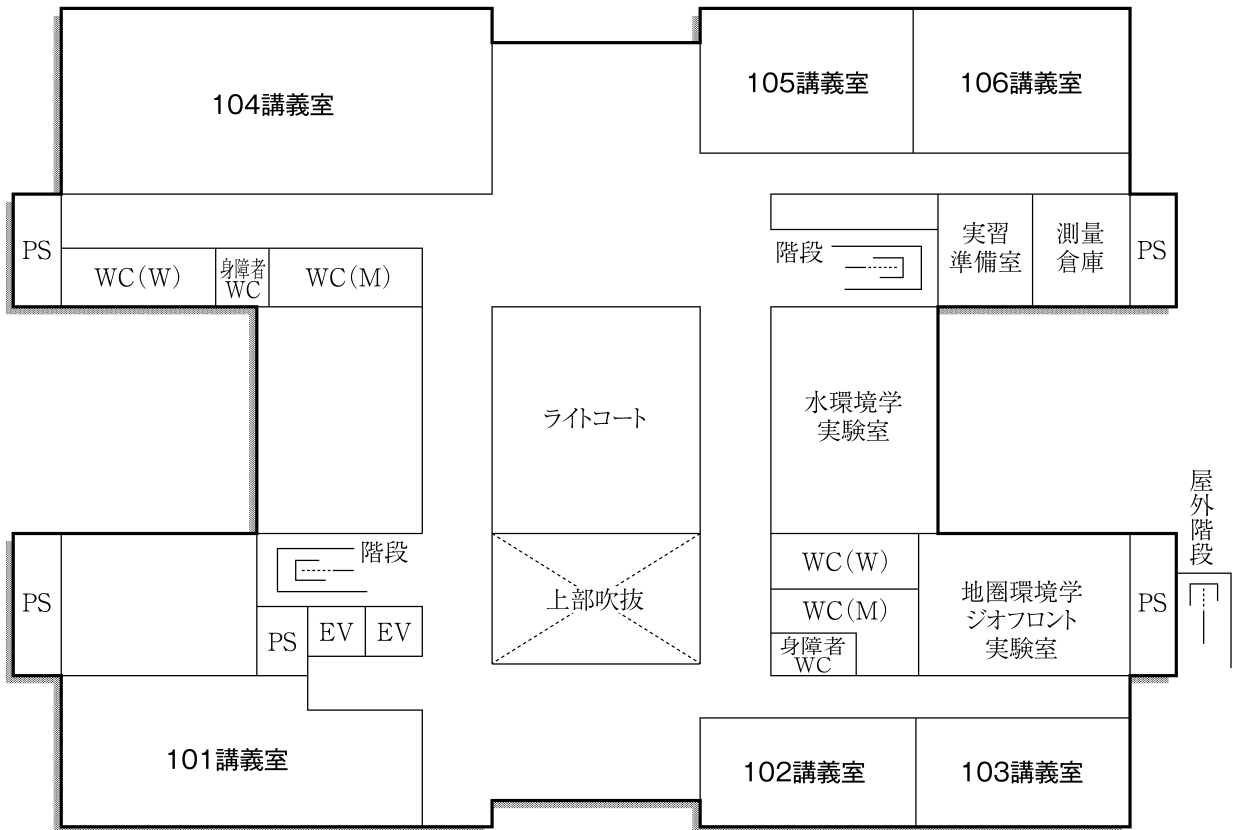 104講義室
105講義室
106講義室
PS
WC(W)
身障者
WC
WC(M)
階段
実習
準備室
測量
倉庫
PS
ライトコート
水環境学
実験室
屋外階段
階段
PS
PS
EV
EV
上部吹抜
WC(W)
WC(M)
身障者
WC
地圏環境学
ジオフロント
実験室
PS
101講義室
102講義室
103講義室